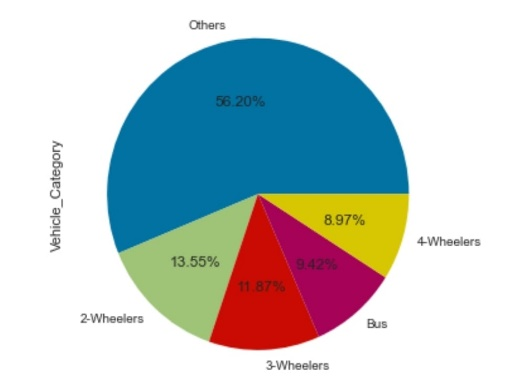 Others
56.20%
Vehicle_Category
8.97%
4-Wheelers
13.55%
9.42%
11.87%
2-Wheelers
Bus
3-Wheelers